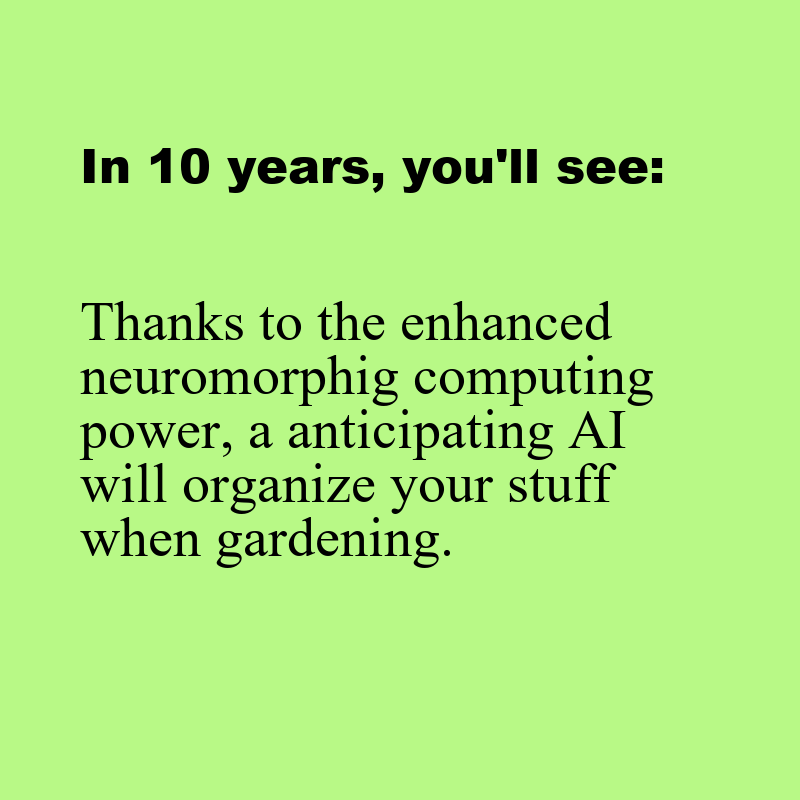 In 10 years, you'll see:
Thanks to the enhanced
neuromorphig computing
power, a anticipating AI
will organize your stuff
when gardening.